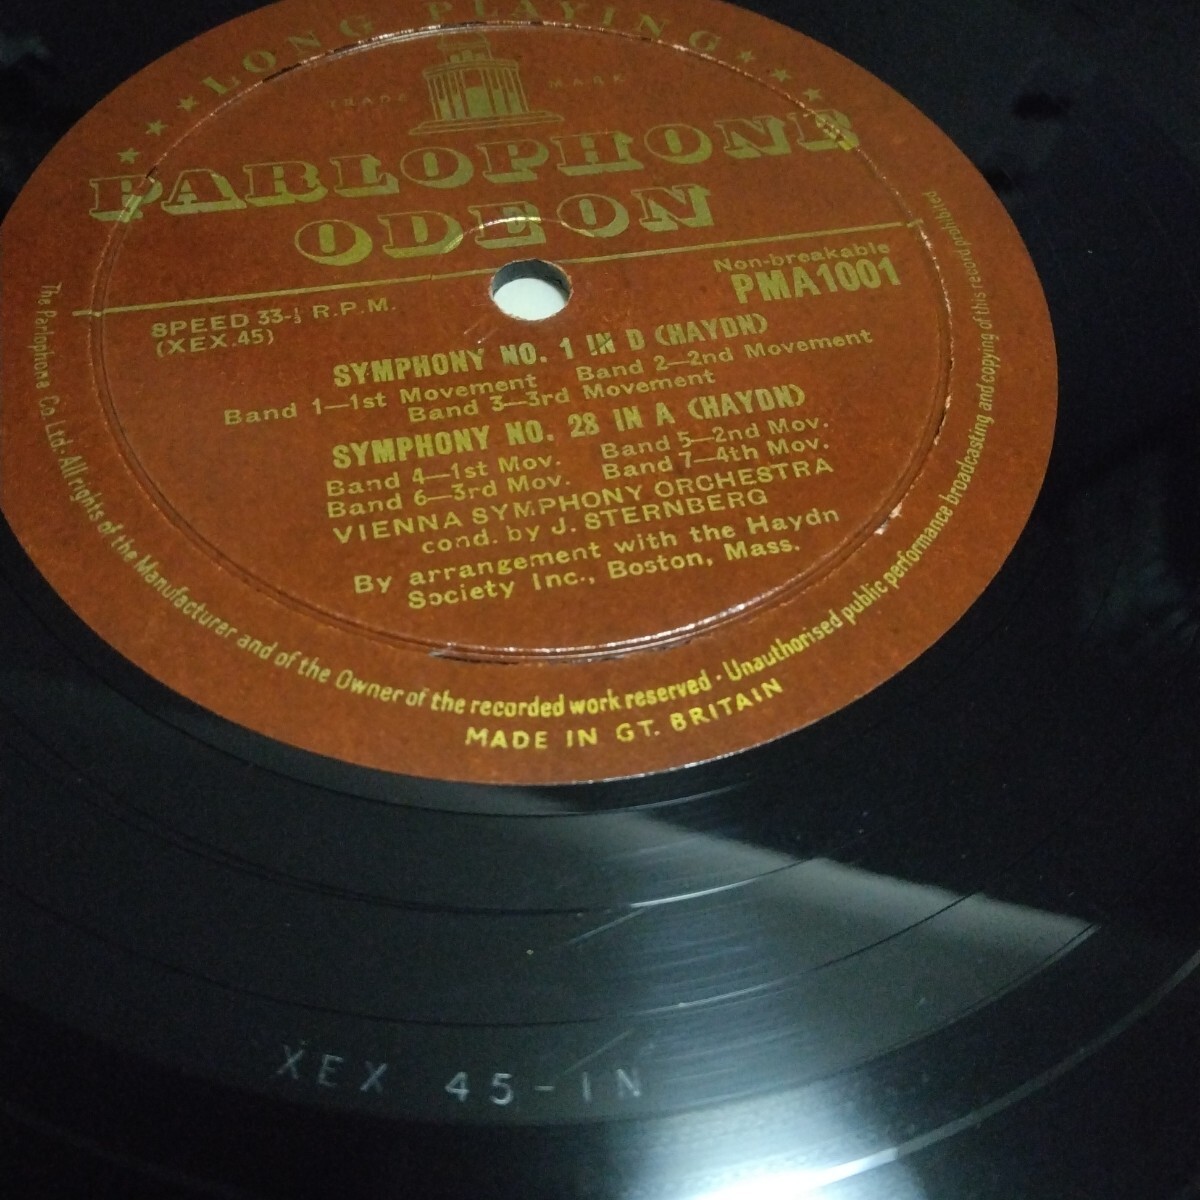 LONG PLAYING
TRADE MARK
PARLOPHONE
ODEON
Non-breakable
SPEED 33-⅓ R.P.M.
PMA1001
(XEX.45)
SYMPHONY NO. 1 IN D (HAYDN)
Band 1—1st Movement Band 2—2nd Movement
Band 3—3rd Movement
SYMPHONY NO. 28 IN A (HAYDN)
Band 4—1st Mov. Band 5—2nd Mov.
Band 6—3rd Mov. Band 7—4th Mov.
VIENNA SYMPHONY ORCHESTRA
cond. by J. STERNBERG
By arrangement with the Haydn
Society Inc., Boston, Mass.
The Parlophone Co. Ltd. All rights of the Manufacturer and of the Owner of the recorded work reserved · Unauthorised public performance broadcasting and copying of this record prohibited
MADE IN GT. BRITAIN
XEX 45-1N